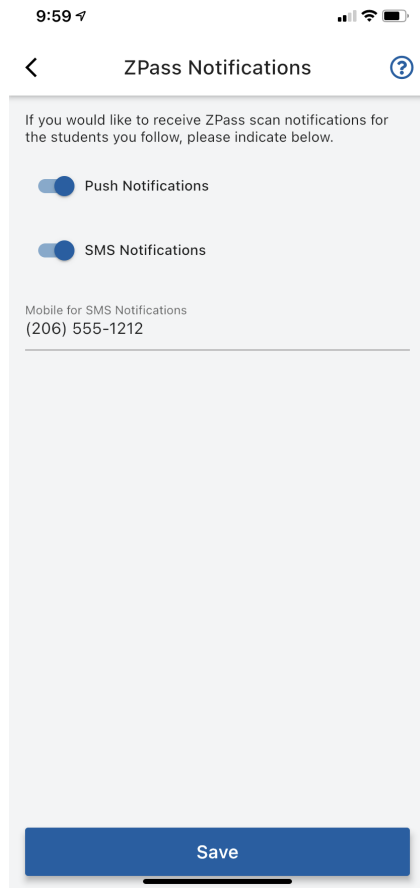 9:59
ZPass Notifications
?
If you would like to receive ZPass scan notifications for
the students you follow, please indicate below.
Push Notifications
SMS Notifications
Mobile for SMS Notifications
(206) 555-1212
Save